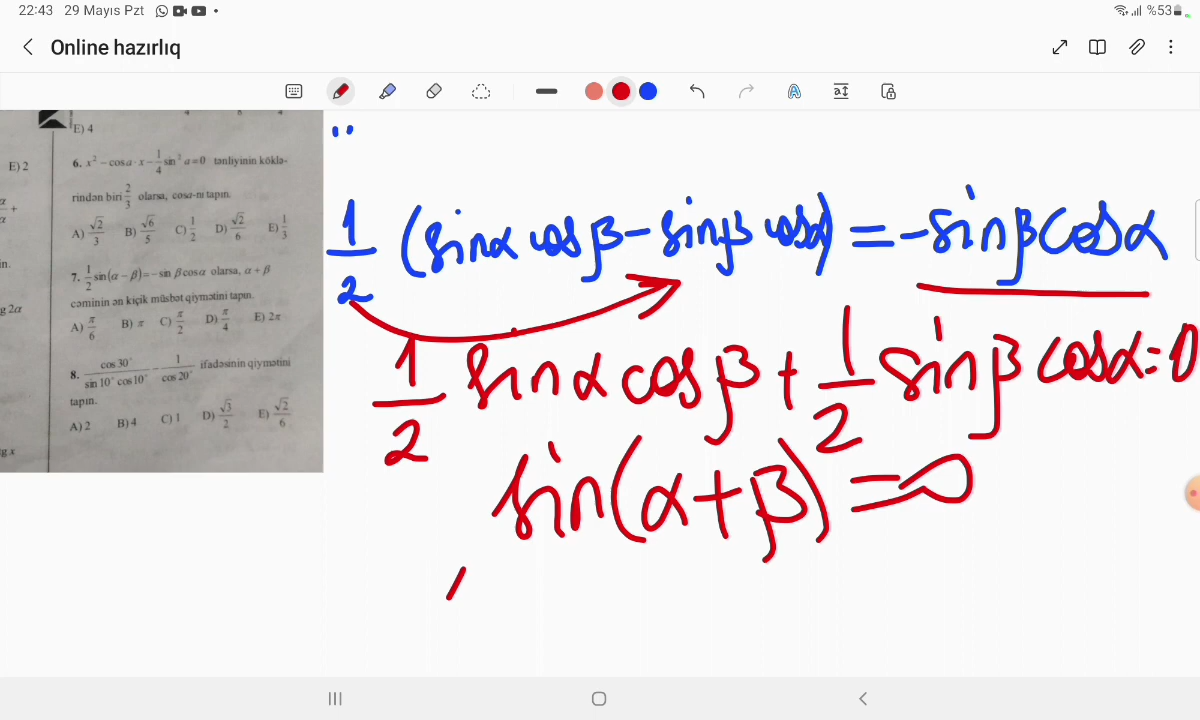 22:43 29 Mayıs Pzt %53
Online hazırlıq
E) 4
E) 2
6. x² – cosα · x – 1/4 sin² α = 0 tənliyinin köklə-
rindən biri 2/3 olarsa, cosα-nı tapın.
A) √2/3 B) √6/5 C) 1/2 D) √2/6 E) 1/3
7. 1/2 sin(α – β) = – sin β cosα olarsa, α + β
cəminin ən kiçik müsbət qiymətini tapın.
A) π/6 B) π C) π/2 D) π/4 E) 2π
g 2α
8. cos 30°/sin 10° cos 10° – 1/cos 20° ifadəsinin qiymətini
tapın.
A) 2 B) 4 C) 1 D) √3/2 E) √2/6
g x
1/2 (sinα cosβ – sinβ cosα) = – sinβ cosα
1/2 sinα cosβ + 1/2 sinβ cosα = 0
sin(α + β) = 0